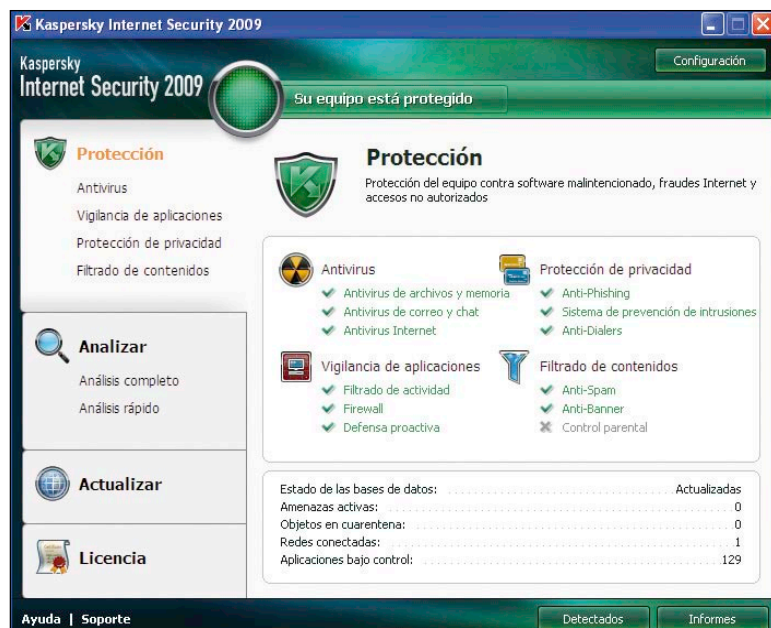 Kaspersky Internet Security 2009
Kaspersky
Internet Security 2009
Configuración
Su equipo está protegido
Protección
Antivirus
Vigilancia de aplicaciones
Protección de privacidad
Filtrado de contenidos
Analizar
Análisis completo
Análisis rápido
Actualizar
Licencia
Protección
Protección del equipo contra software malintencionado, fraudes Internet y
accesos no autorizados
Antivirus
Antivirus de archivos y memoria
Antivirus de correo y chat
Antivirus Internet
Protección de privacidad
Anti-Phishing
Sistema de prevención de intrusiones
Anti-Dialers
Vigilancia de aplicaciones
Filtrado de actividad
Firewall
Defensa proactiva
Filtrado de contenidos
Anti-Spam
Anti-Banner
Control parental
Estado de las bases de datos: Actualizadas
Amenazas activas: 0
Objetos en cuarentena: 0
Redes conectadas: 1
Aplicaciones bajo control: 129
Ayuda | Soporte
Detectados
Informes